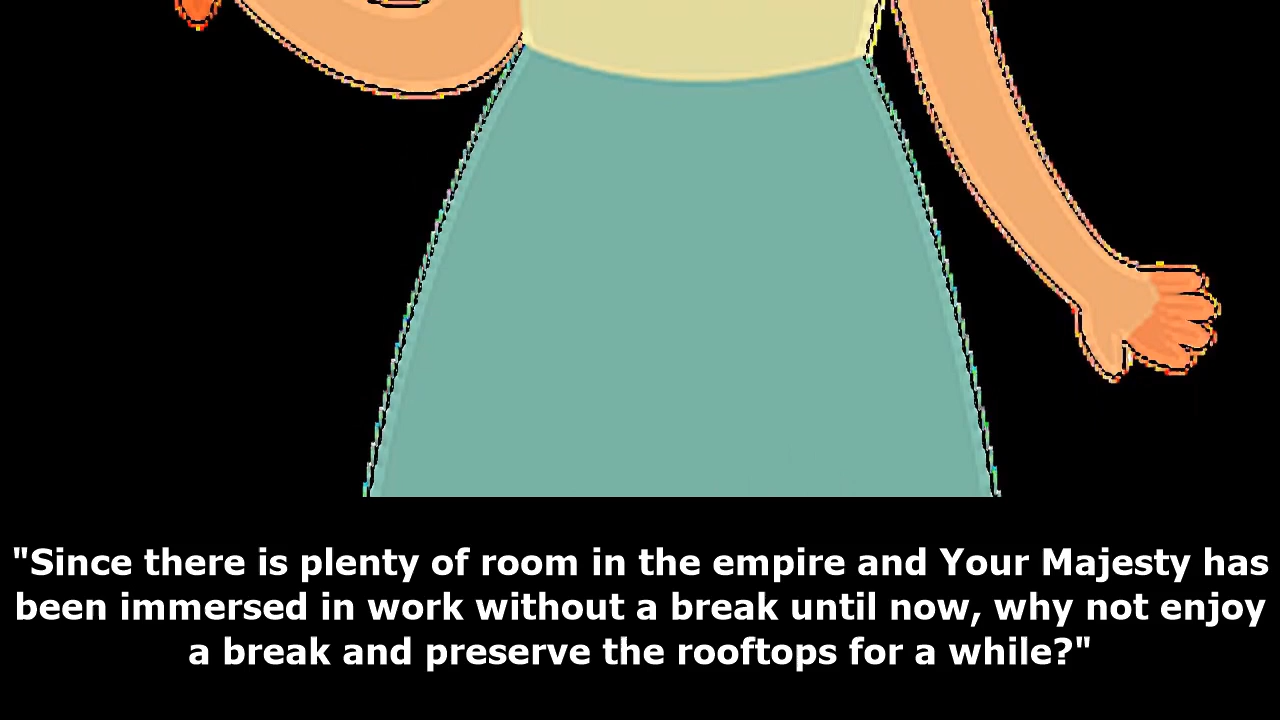 "Since there is plenty of room in the empire and Your Majesty has
been immersed in work without a break until now, why not enjoy
a break and preserve the rooftops for a while?"